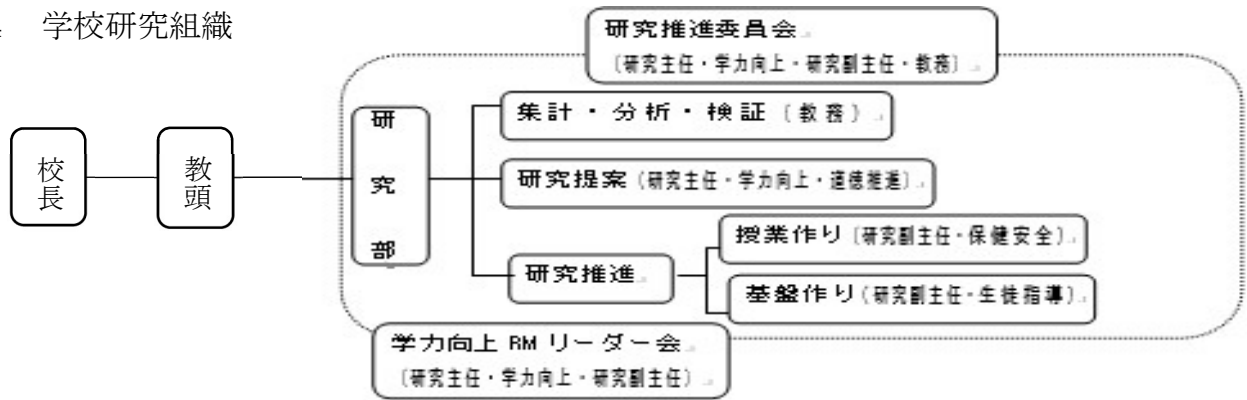 学校研究組織
研究推進委員会
〔研究主任・学力向上・研究副主任・教務〕
校長
教頭
研究部
集計・分析・検証〔教務〕
研究提案〔研究主任・学力向上・道徳推進〕
研究推進
授業作り〔研究副主任・保健安全〕
基盤作り〔研究副主任・生徒指導〕
学力向上 RM リーダー会
〔研究主任・学力向上・研究副主任〕